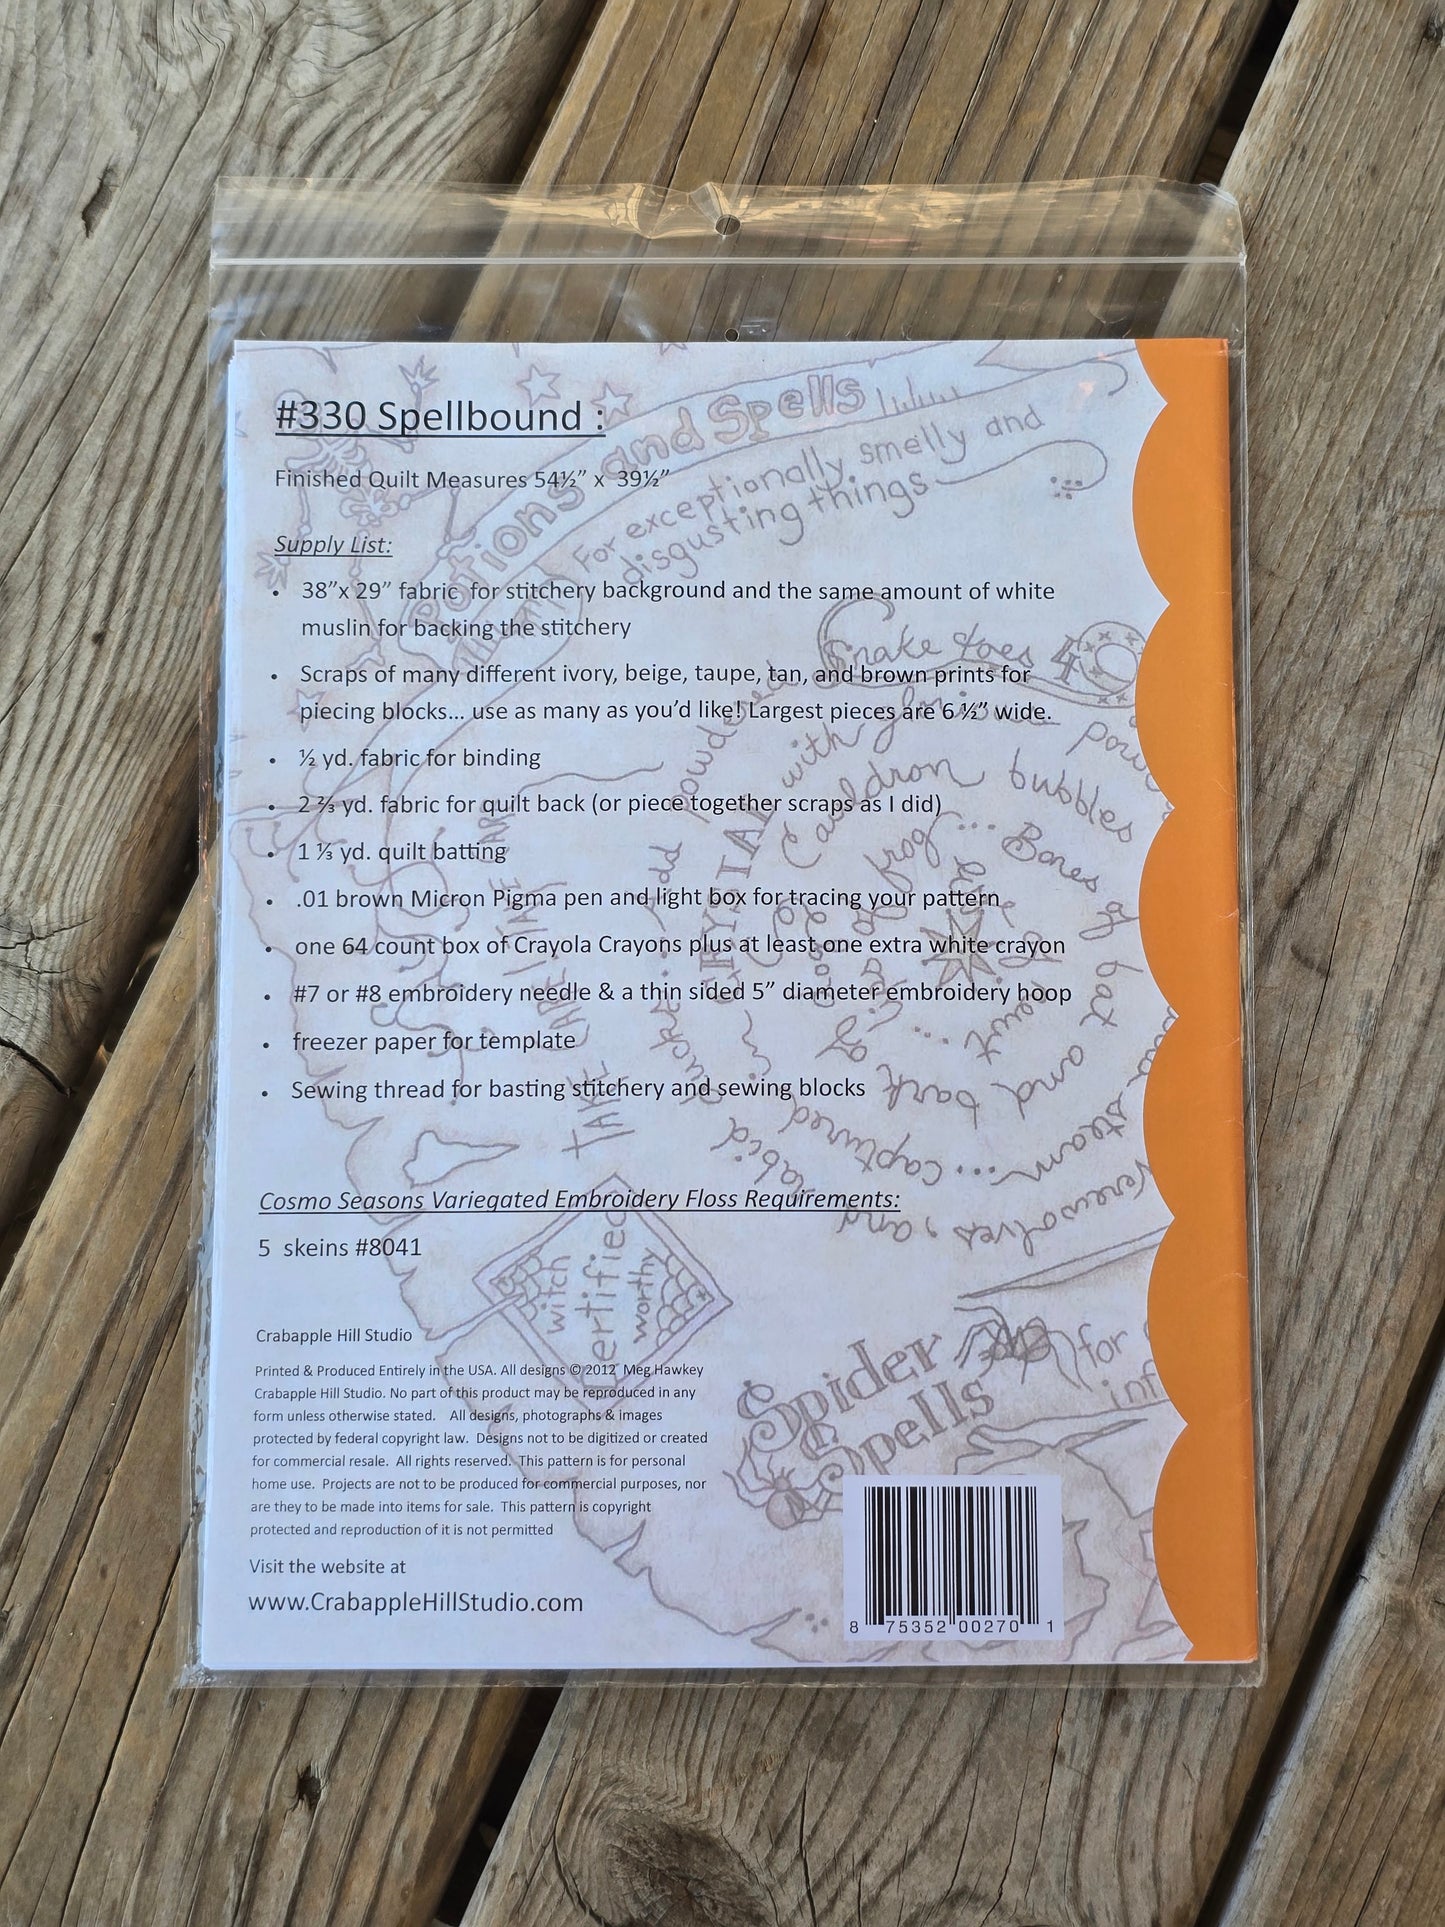 #330 Spellbound :
Finished Quilt Measures 54½” x 39½”
Supply List:
• 38”x 29” fabric for stitchery background and the same amount of white
muslin for backing the stitchery
• Scraps of many different ivory, beige, taupe, tan, and brown prints for
piecing blocks... use as many as you’d like! Largest pieces are 6 ½” wide.
• ½ yd. fabric for binding
• 2 ⅔ yd. fabric for quilt back (or piece together scraps as I did)
• 1 ⅓ yd. quilt batting
• .01 brown Micron Pigma pen and light box for tracing your pattern
• one 64 count box of Crayola Crayons plus at least one extra white crayon
• #7 or #8 embroidery needle & a thin sided 5” diameter embroidery hoop
• freezer paper for template
• Sewing thread for basting stitchery and sewing blocks
Cosmo Seasons Variegated Embroidery Floss Requirements:
5 skeins #8041
Crabapple Hill Studio
Printed & Produced Entirely in the USA. All designs © 2012 Meg Hawkey
Crabapple Hill Studio. No part of this product may be reproduced in any
form unless otherwise stated. All designs, photographs & images
protected by federal copyright law. Designs not to be digitized or created
for commercial resale. All rights reserved. This pattern is for personal
home use. Projects are not to be produced for commercial purposes, nor
are they to be made into items for sale. This pattern is copyright
protected and reproduction of it is not permitted
Visit the website at
www.CrabappleHillStudio.com
8 75352 00270 1
Potions and Spells
For exceptionally smelly and
disgusting things
Snake toes
Cauldron bubbles
Bones of bat and
frog...
captured
rabid
steam
werewolves, and
witch
certified
worthy
TAKE
Spider
Spells
for